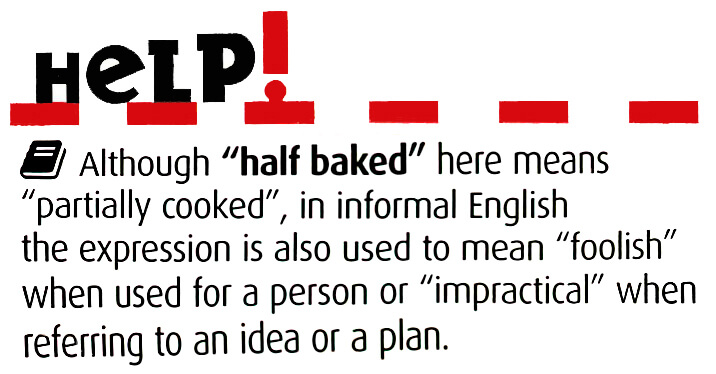 HeLP!
Although “half baked” here means
“partially cooked”, in informal English
the expression is also used to mean “foolish”
when used for a person or “impractical” when
referring to an idea or a plan.